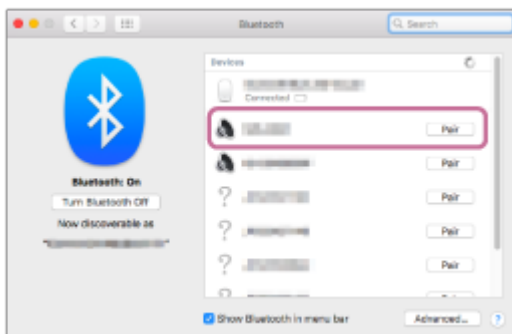 Bluetooth
Search
Devices
Connected
Pair
Pair
Pair
Pair
Pair
Bluetooth: On
Turn Bluetooth Off
Now discoverable as
Show Bluetooth in menu bar
Advanced...
?